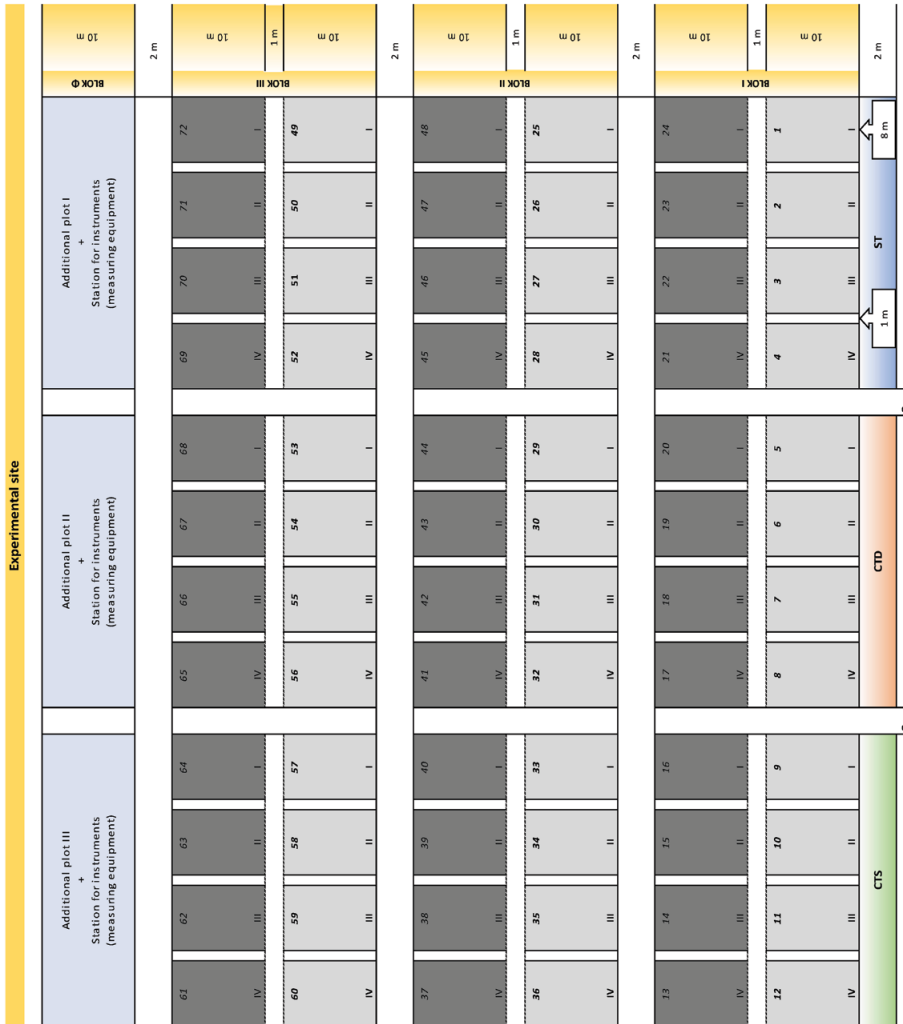 Experimental site
Additional plot III
+
Station for instruments
(measuring equipment)
Additional plot II
+
Station for instruments
(measuring equipment)
Additional plot I
+
Station for instruments
(measuring equipment)
BLOK Φ
10 m
2 m
61 62 63 64 65 66 67 68 69 70 71 72
IV III II I IV III II I IV III II I
10 m
1 m
BLOK III
60 59 58 57 56 55 54 53 52 51 50 49
IV III II I IV III II I IV III II I
10 m
2 m
37 38 39 40 41 42 43 44 45 46 47 48
IV III II I IV III II I IV III II I
10 m
1 m
BLOK II
36 35 34 33 32 31 30 29 28 27 26 25
IV III II I IV III II I IV III II I
10 m
2 m
13 14 15 16 17 18 19 20 21 22 23 24
IV III II I IV III II I IV III II I
10 m
1 m
BLOK I
12 11 10 9 8 7 6 5 4 3 2 1
IV III II I IV III II I IV III II I
10 m
CTS
CTD
ST
1 m
8 m
2 m